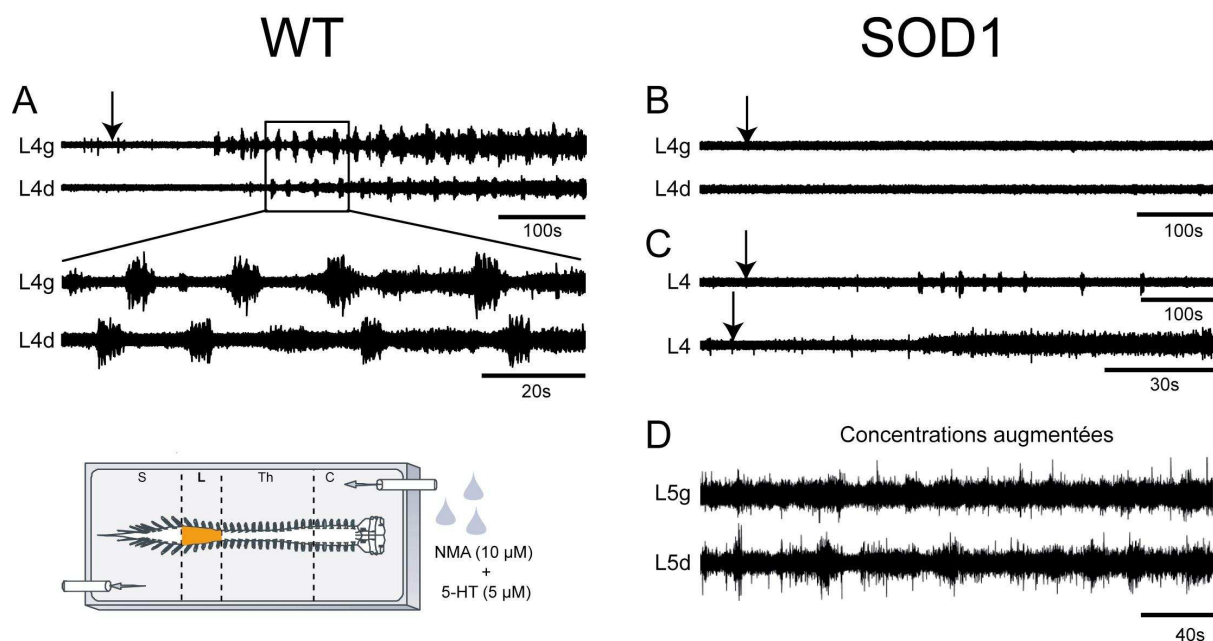 WT
SOD1
A
L4g
L4d
100s
L4g
L4d
20s
S L Th C
NMA (10 µM)
+
5-HT (5 µM)
B
L4g
L4d
100s
C
L4
100s
L4
30s
D
Concentrations augmentées
L5g
L5d
40s